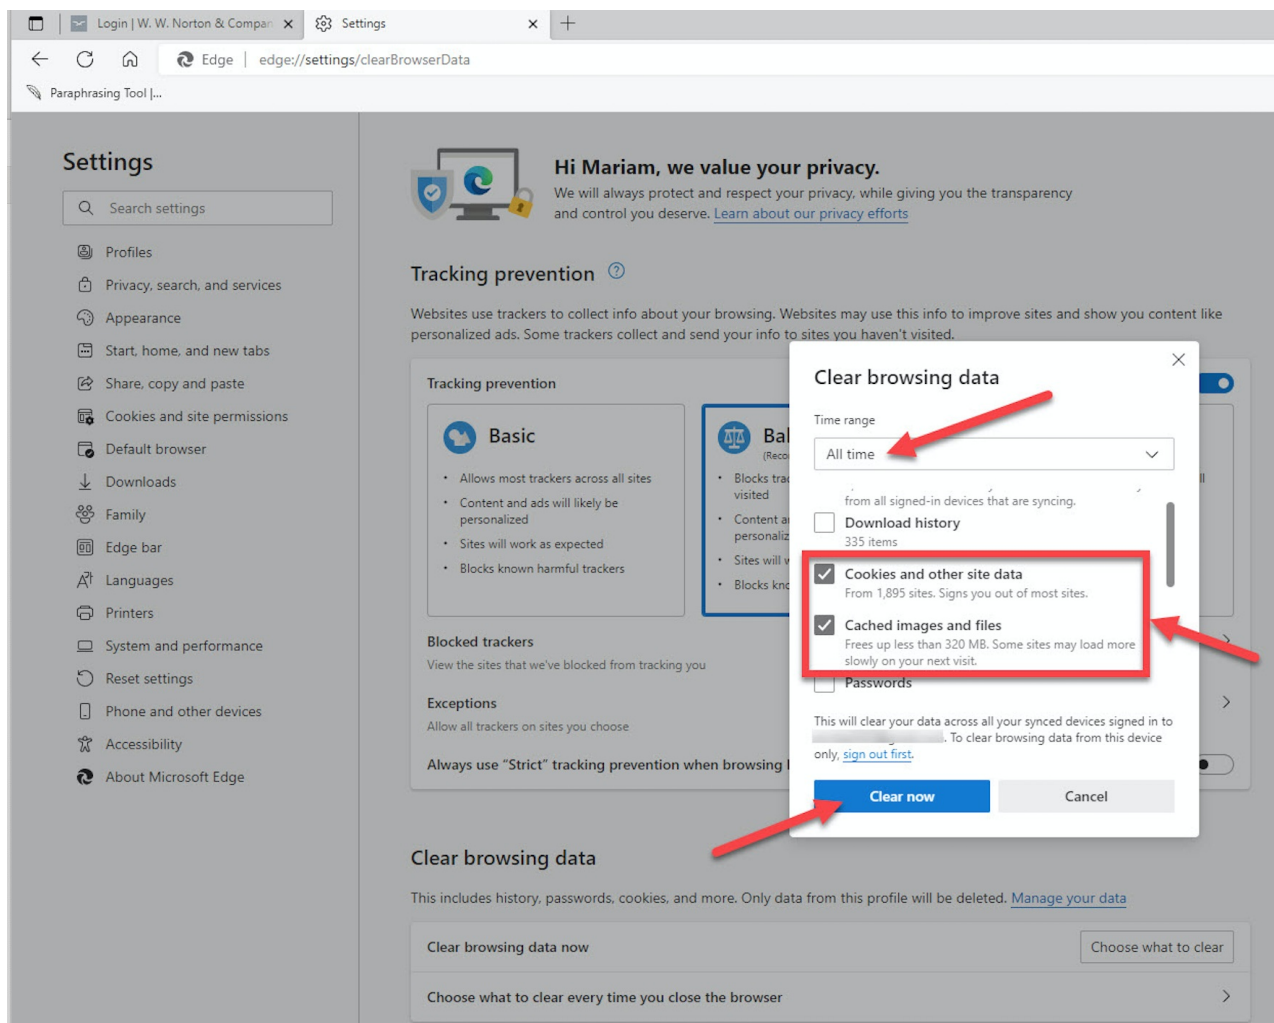 Login | W. W. Norton & Compan
Settings
Edge | edge://settings/clearBrowserData
Paraphrasing Tool |...
Settings
Search settings
Profiles
Privacy, search, and services
Appearance
Start, home, and new tabs
Share, copy and paste
Cookies and site permissions
Default browser
Downloads
Family
Edge bar
Languages
Printers
System and performance
Reset settings
Phone and other devices
Accessibility
About Microsoft Edge
Hi Mariam, we value your privacy.
We will always protect and respect your privacy, while giving you the transparency
and control you deserve. Learn about our privacy efforts
Tracking prevention
Websites use trackers to collect info about your browsing. Websites may use this info to improve sites and show you content like
personalized ads. Some trackers collect and send your info to sites you haven't visited.
Tracking prevention
Basic
• Allows most trackers across all sites
• Content and ads will likely be
personalized
• Sites will work as expected
• Blocks known harmful trackers
Bal
(Reco
• Blocks tra
visited
• Content a
personaliz
• Sites will
• Blocks kno
Blocked trackers
View the sites that we've blocked from tracking you
Exceptions
Allow all trackers on sites you choose
Always use "Strict" tracking prevention when browsing
Clear browsing data
Time range
All time
from all signed-in devices that are syncing.
Download history
335 items
Cookies and other site data
From 1,895 sites. Signs you out of most sites.
Cached images and files
Frees up less than 320 MB. Some sites may load more
slowly on your next visit.
Passwords
This will clear your data across all your synced devices signed in to
. To clear browsing data from this device
only, sign out first.
Clear now
Cancel
Clear browsing data
This includes history, passwords, cookies, and more. Only data from this profile will be deleted. Manage your data
Clear browsing data now
Choose what to clear
Choose what to clear every time you close the browser